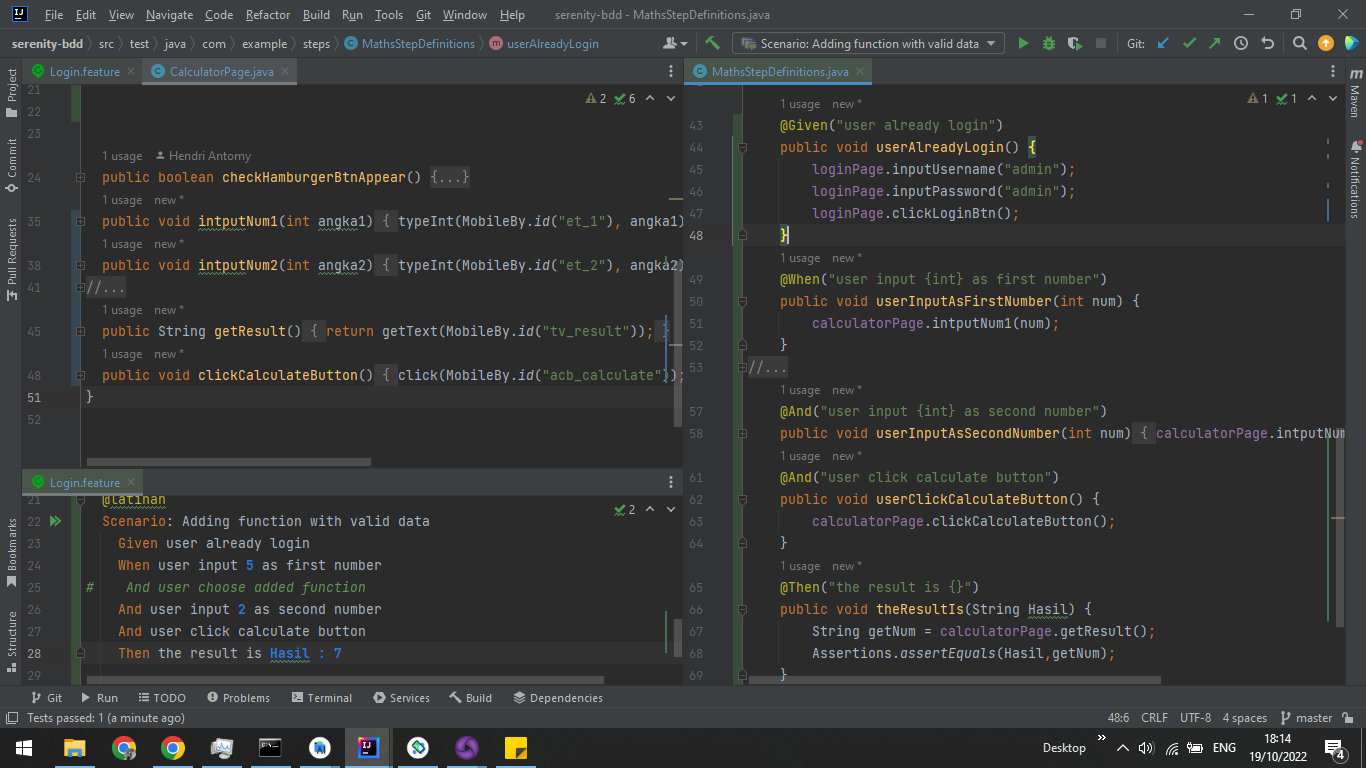 File Edit View Navigate Code Refactor Build Run Tools Git Window Help serenity-bdd - MathsStepDefinitions.java
serenity-bdd src test java com example steps MathsStepDefinitions userAlreadyLogin Scenario: Adding function with valid data Git:
Project
Commit
Pull Requests
Bookmarks
Structure
Login.feature CalculatorPage.java
2 6
21
22
23
1 usage Hendri Antomy
24 public boolean checkHamburgerBtnAppear() {...}
1 usage new *
35 public void intputNum1(int angka1) { typeInt(MobileBy.id("et_1"), angka1)
1 usage new *
38 public void intputNum2(int angka2) { typeInt(MobileBy.id("et_2"), angka2)
41 //...
1 usage new *
45 public String getResult() { return getText(MobileBy.id("tv_result")); }
1 usage new *
48 public void clickCalculateButton() { click(MobileBy.id("acb_calculate"));
51 }
52
Login.feature
2
21 @latihan
22 Scenario: Adding function with valid data
23 Given user already login
24 When user input 5 as first number
25 # And user choose added function
26 And user input 2 as second number
27 And user click calculate button
28 Then the result is Hasil : 7
29
MathsStepDefinitions.java
1 1
1 usage new *
43 @Given("user already login")
44 public void userAlreadyLogin() {
45 loginPage.inputUsername("admin");
46 loginPage.inputPassword("admin");
47 loginPage.clickLoginBtn();
48 }
1 usage new *
49 @When("user input {int} as first number")
50 public void userInputAsFirstNumber(int num) {
51 calculatorPage.intputNum1(num);
52 }
53 //...
1 usage new *
57 @And("user input {int} as second number")
58 public void userInputAsSecondNumber(int num) { calculatorPage.intputNum
1 usage new *
61 @And("user click calculate button")
62 public void userClickCalculateButton() {
63 calculatorPage.clickCalculateButton();
64 }
1 usage new *
65 @Then("the result is {}")
66 public void theResultIs(String Hasil) {
67 String getNum = calculatorPage.getResult();
68 Assertions.assertEquals(Hasil,getNum);
69 }
m
Maven
Notifications
Git Run TODO Problems Terminal Services Build Dependencies
Tests passed: 1 (a minute ago) 48:6 CRLF UTF-8 4 spaces master
Desktop ENG 18:14
19/10/2022
4